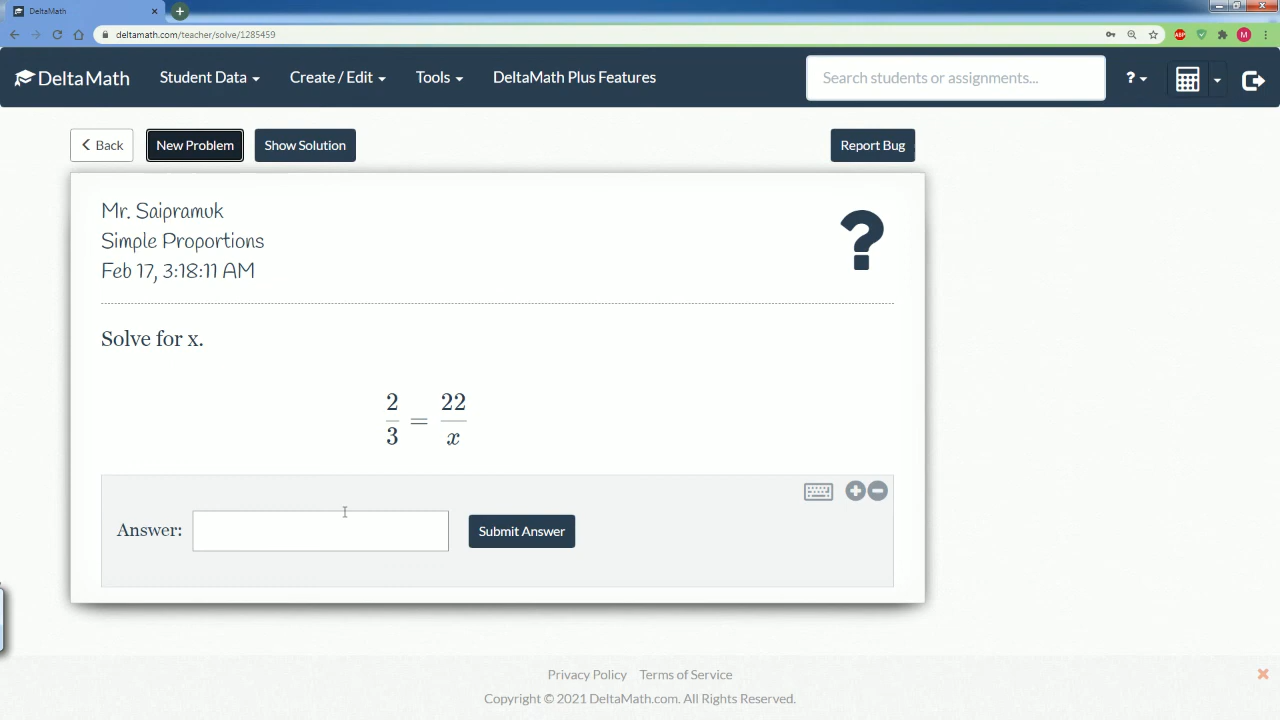 DeltaMath
deltamath.com/teacher/solve/1285459
ABP
M
DeltaMath
Student Data
Create / Edit
Tools
DeltaMath Plus Features
Search students or assignments...
?
Back
New Problem
Show Solution
Report Bug
Mr. Saipramuk
Simple Proportions
Feb 17, 3:18:11 AM
?
Solve for x.
2/3 = 22/x
Answer:
Submit Answer
Privacy Policy Terms of Service
Copyright © 2021 DeltaMath.com. All Rights Reserved.